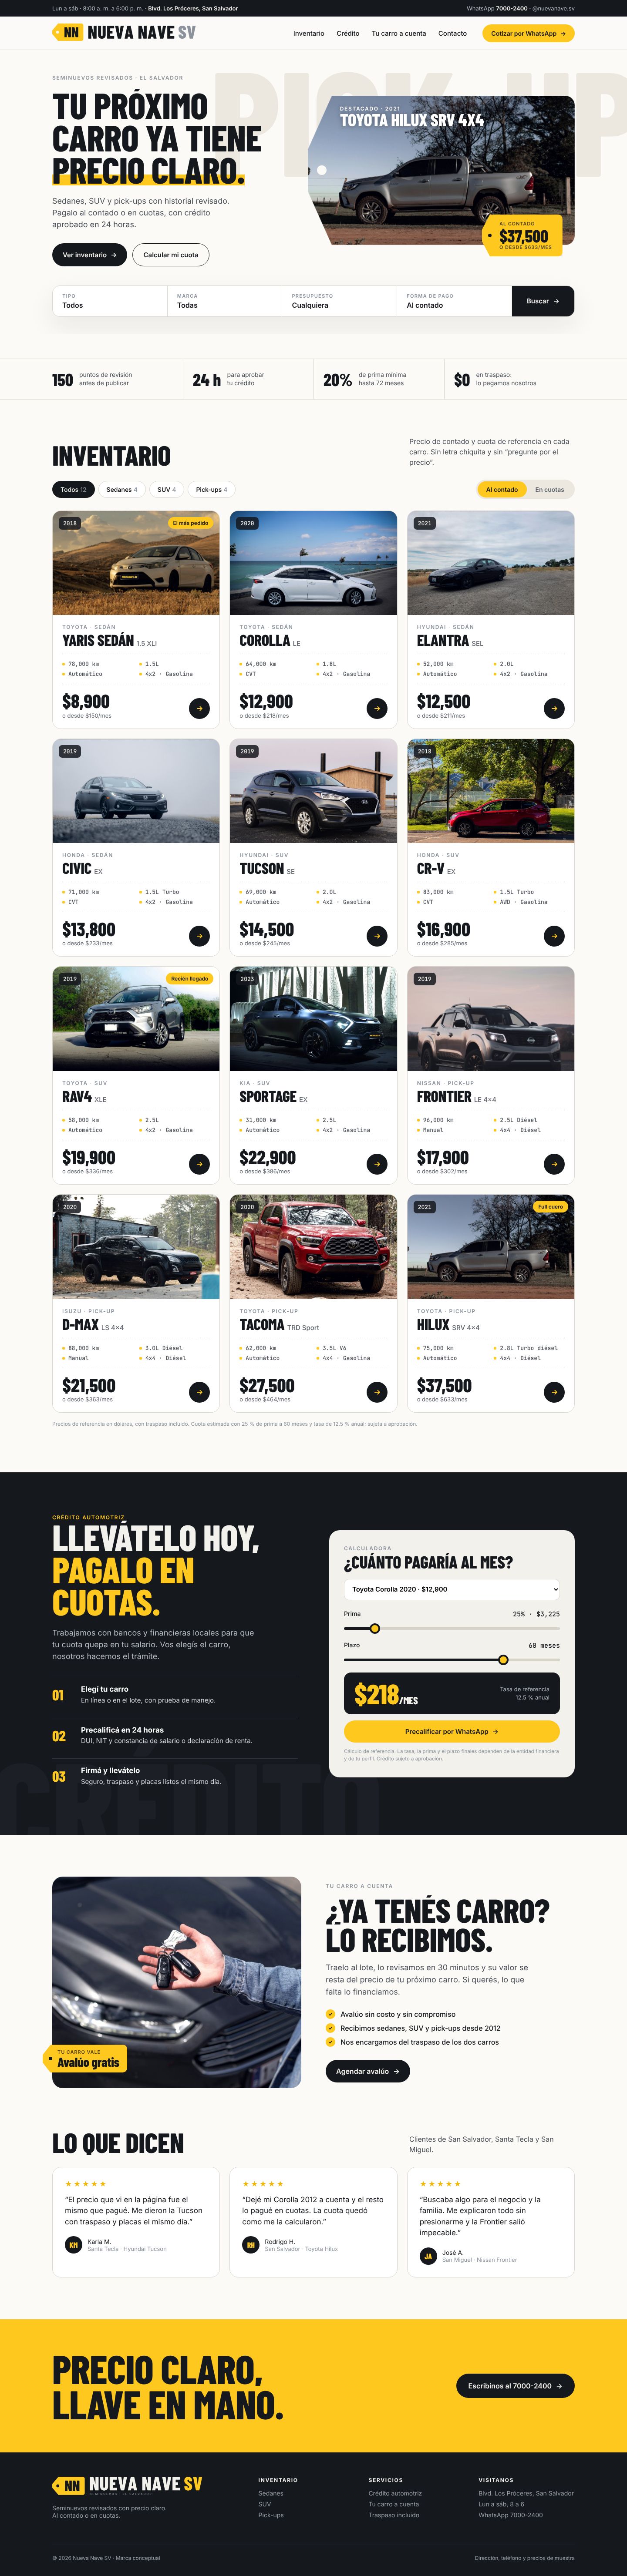 Lun a sáb · 8:00 a. m. a 6:00 p. m. · Blvd. Los Próceres, San Salvador
WhatsApp 7000-2400 · @nuevanave.sv
NN NUEVA NAVE SV
Inventario Crédito Tu carro a cuenta Contacto Cotizar por WhatsApp →
PICK-UP
SEMINUEVOS REVISADOS · EL SALVADOR
TU PRÓXIMO
CARRO YA TIENE
PRECIO CLARO.
Sedanes, SUV y pick-ups con historial revisado.
Pagalo al contado o en cuotas, con crédito
aprobado en 24 horas.
Ver inventario →
Calcular mi cuota
DESTACADO · 2021
TOYOTA HILUX SRV 4X4
AL CONTADO
$37,500
O DESDE $633/MES
TIPO
Todos
MARCA
Todas
PRESUPUESTO
Cualquiera
FORMA DE PAGO
Al contado
Buscar →
150 puntos de revisión
antes de publicar
24 h para aprobar
tu crédito
20% de prima mínima
hasta 72 meses
$0 en traspaso:
lo pagamos nosotros
INVENTARIO
Precio de contado y cuota de referencia en cada
carro. Sin letra chiquita y sin “pregunte por el
precio”.
Todos 12 Sedanes 4 SUV 4 Pick-ups 4
Al contado En cuotas
2018
El más pedido
TOYOTA · SEDÁN
YARIS SEDÁN 1.5 XLI
78,000 km 1.5L
Automático 4x2 · Gasolina
$8,900
o desde $150/mes
→
2020
TOYOTA · SEDÁN
COROLLA LE
64,000 km 1.8L
CVT 4x2 · Gasolina
$12,900
o desde $218/mes
→
2021
HYUNDAI · SEDÁN
ELANTRA SEL
52,000 km 2.0L
Automático 4x2 · Gasolina
$12,500
o desde $211/mes
→
2019
HONDA · SEDÁN
CIVIC EX
71,000 km 1.5L Turbo
CVT 4x2 · Gasolina
$13,800
o desde $233/mes
→
2019
HYUNDAI · SUV
TUCSON SE
69,000 km 2.0L
Automático 4x2 · Gasolina
$14,500
o desde $245/mes
→
2018
HONDA · SUV
CR-V EX
83,000 km 1.5L Turbo
CVT AWD · Gasolina
$16,900
o desde $285/mes
→
2019
Recién llegado
TOYOTA · SUV
RAV4 XLE
58,000 km 2.5L
Automático 4x2 · Gasolina
$19,900
o desde $336/mes
→
2023
KIA · SUV
SPORTAGE EX
31,000 km 2.5L
Automático 4x2 · Gasolina
$22,900
o desde $386/mes
→
2019
NISSAN · PICK-UP
FRONTIER LE 4×4
96,000 km 2.5L Diésel
Manual 4x4 · Diésel
$17,900
o desde $302/mes
→
2020
ISUZU · PICK-UP
D-MAX LS 4×4
88,000 km 3.0L Diésel
Manual 4x4 · Diésel
$21,500
o desde $363/mes
→
2020
TOYOTA · PICK-UP
TACOMA TRD Sport
62,000 km 3.5L V6
Automático 4x4 · Gasolina
$27,500
o desde $464/mes
→
2021
Full cuero
TOYOTA · PICK-UP
HILUX SRV 4×4
75,000 km 2.8L Turbo diésel
Automático 4x4 · Diésel
$37,500
o desde $633/mes
→
Precios de referencia en dólares, con traspaso incluido. Cuota estimada con 25 % de prima a 60 meses y tasa de 12.5 % anual; sujeta a aprobación.
CRÉDITO AUTOMOTRIZ
LLEVÁTELO HOY,
PAGALO EN
CUOTAS.
Trabajamos con bancos y financieras locales para que
tu cuota quepa en tu salario. Vos elegís el carro,
nosotros hacemos el trámite.
01 Elegí tu carro
En línea o en el lote, con prueba de manejo.
02 Precalificá en 24 horas
DUI, NIT y constancia de salario o declaración de renta.
03 Firmá y llevátelo
Seguro, traspaso y placas listos el mismo día.
CRÉDITO
CALCULADORA
¿CUÁNTO PAGARÍA AL MES?
Toyota Corolla 2020 · $12,900
Prima 25% · $3,225
Plazo 60 meses
$218/MES
Tasa de referencia
12.5 % anual
Precalificar por WhatsApp →
Cálculo de referencia. La tasa, la prima y el plazo finales dependen de la entidad financiera
y de tu perfil. Crédito sujeto a aprobación.
TU CARRO VALE
Avalúo gratis
TU CARRO A CUENTA
¿YA TENÉS CARRO?
LO RECIBIMOS.
Traelo al lote, lo revisamos en 30 minutos y su valor se
resta del precio de tu próximo carro. Si querés, lo que
falta lo financiamos.
Avalúo sin costo y sin compromiso
Recibimos sedanes, SUV y pick-ups desde 2012
Nos encargamos del traspaso de los dos carros
Agendar avalúo →
LO QUE DICEN
Clientes de San Salvador, Santa Tecla y San
Miguel.
★★★★★
“El precio que vi en la página fue el
mismo que pagué. Me dieron la Tucson
con traspaso y placas el mismo día.”
KM Karla M.
Santa Tecla · Hyundai Tucson
★★★★★
“Dejé mi Corolla 2012 a cuenta y el resto
lo pagué en cuotas. La cuota quedó
como me la calcularon.”
RH Rodrigo H.
San Salvador · Toyota Hilux
★★★★★
“Buscaba algo para el negocio y la
familia. Me explicaron todo sin
presionarme y la Frontier salió
impecable.”
JA José A.
San Miguel · Nissan Frontier
PRECIO CLARO,
LLAVE EN MANO.
Escribinos al 7000-2400 →
NN NUEVA NAVE SV
SEMINUEVOS · EL SALVADOR
Seminuevos revisados con precio claro.
Al contado o en cuotas.
INVENTARIO
Sedanes
SUV
Pick-ups
SERVICIOS
Crédito automotriz
Tu carro a cuenta
Traspaso incluido
VISITANOS
Blvd. Los Próceres, San Salvador
Lun a sáb, 8 a 6
WhatsApp 7000-2400
© 2026 Nueva Nave SV · Marca conceptual
Dirección, teléfono y precios de muestra